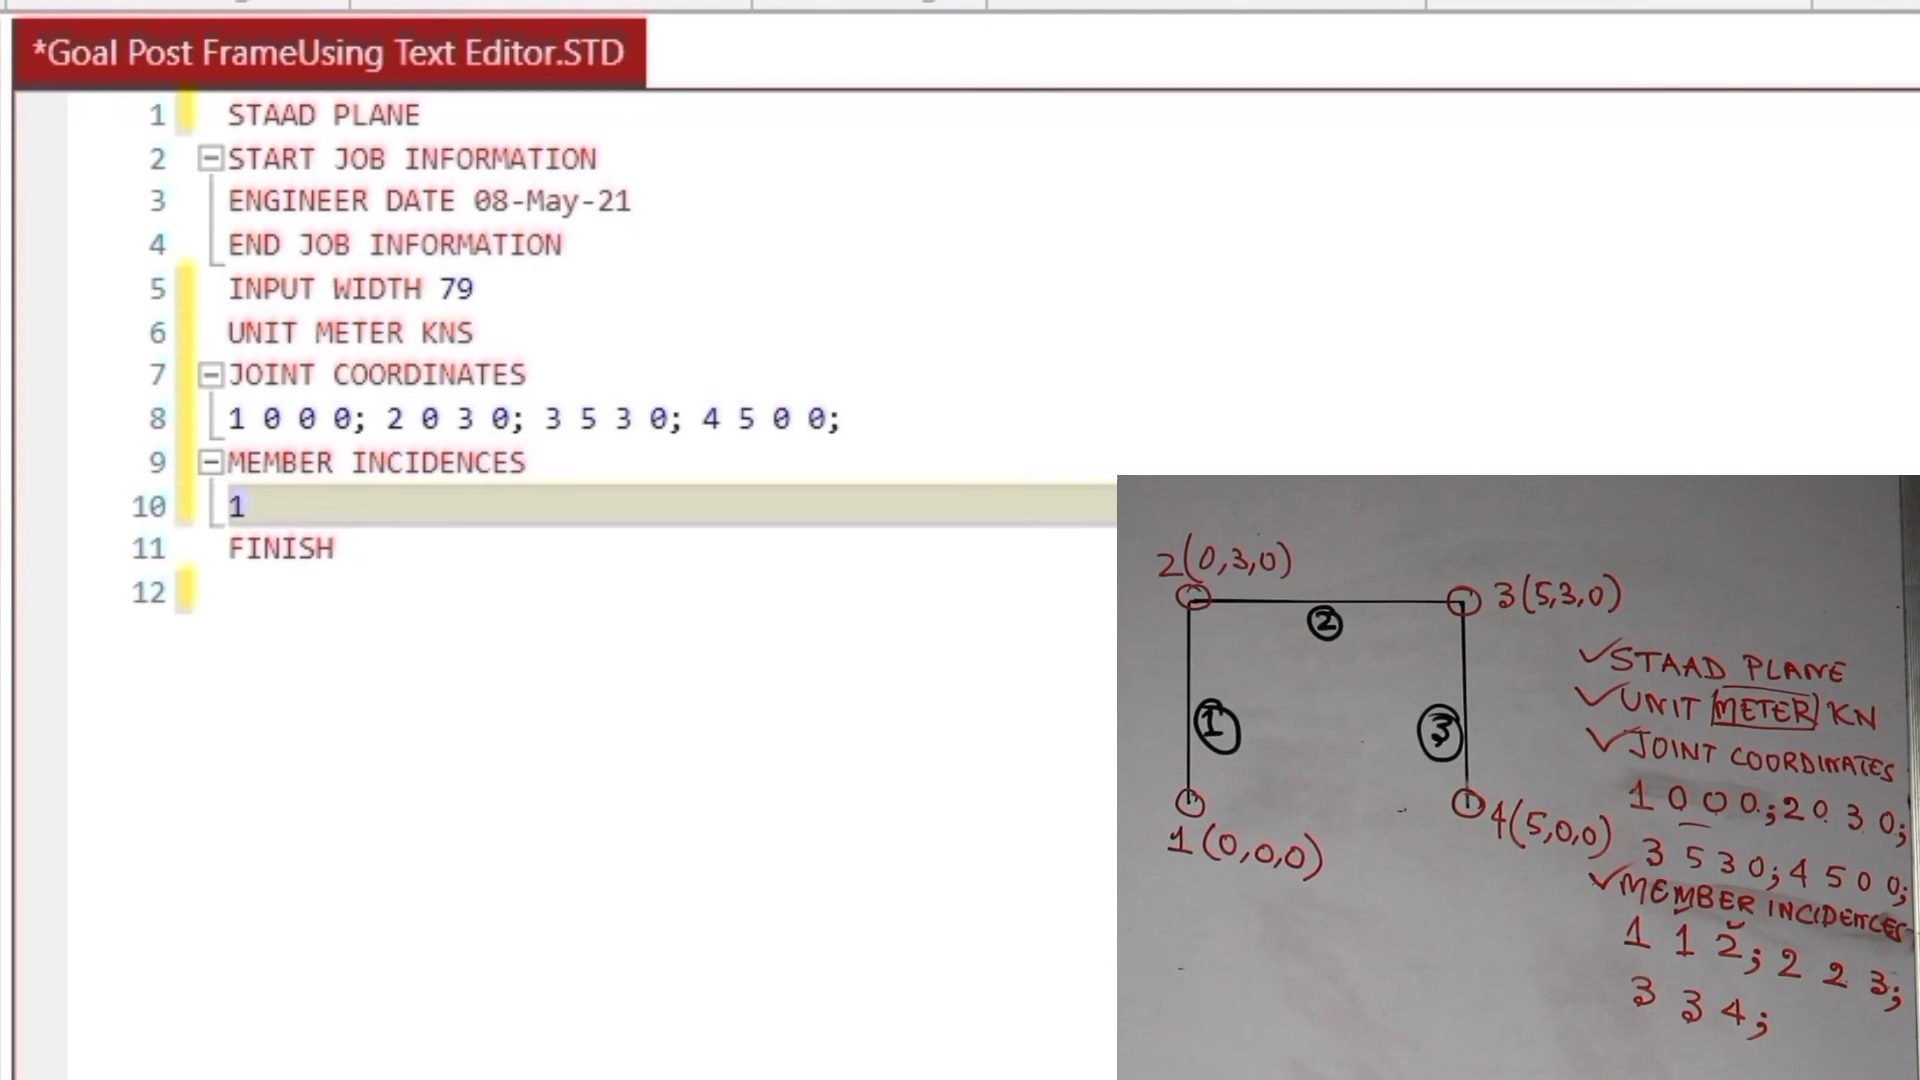 *Goal Post FrameUsing Text Editor.STD
1 STAAD PLANE
2 START JOB INFORMATION
3 ENGINEER DATE 08-May-21
4 END JOB INFORMATION
5 INPUT WIDTH 79
6 UNIT METER KNS
7 JOINT COORDINATES
8 1 0 0 0; 2 0 3 0; 3 5 3 0; 4 5 0 0;
9 MEMBER INCIDENCES
10 1
11 FINISH
12
2(0,3,0)
3(5,3,0)
2
1
3
1(0,0,0)
4(5,0,0)
✓STAAD PLANE
✓UNIT METER KN
✓JOINT COORDINATES
1 0 0 0;2 0 3 0;
3 5 3 0;4 5 0 0;
✓MEMBER INCIDENCES
1 1 2; 2 2 3;
3 3 4;